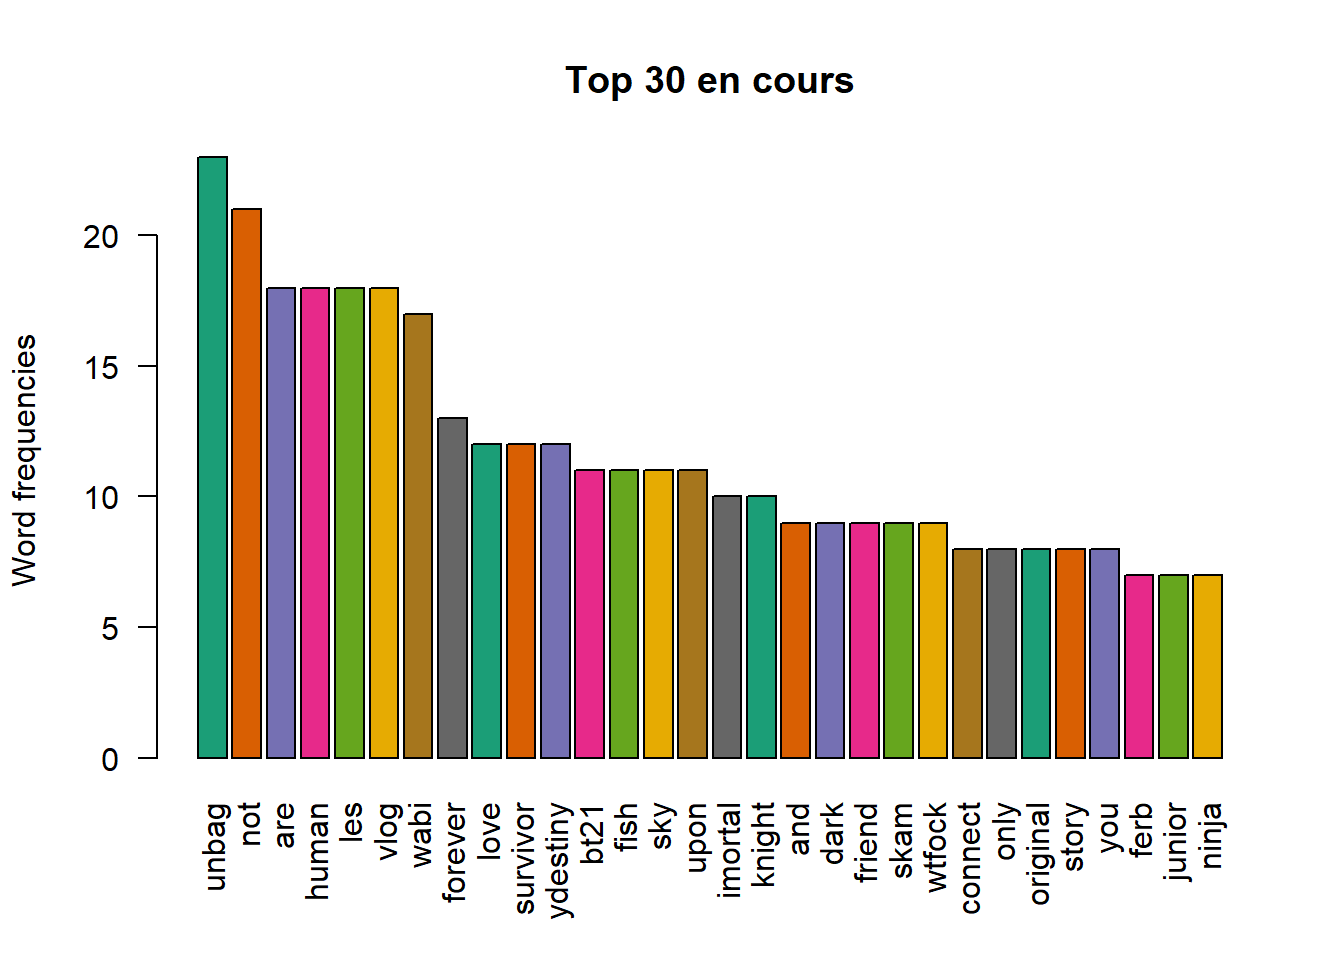 Top 30 en cours
Word frequencies
20
15
10
5
0
unbag
not
are
human
les
vlog
wabi
forever
love
survivor
ydestiny
bt21
fish
sky
upon
imortal
knight
and
dark
friend
skam
wtfock
connect
only
original
story
you
ferb
junior
ninja